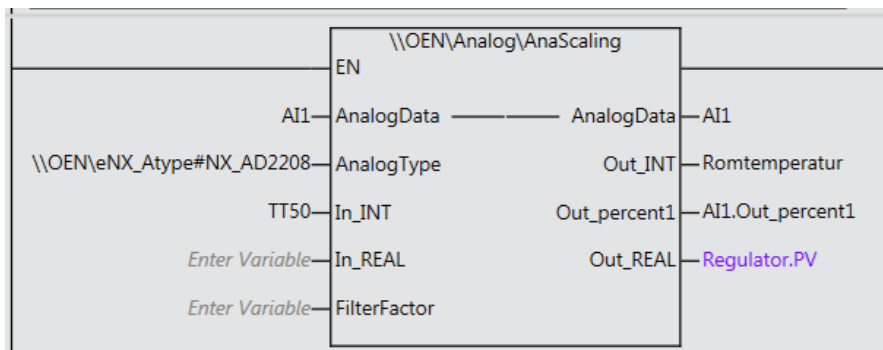 \\OEN\Analog\AnaScaling
EN
AI1 AnalogData AnalogData AI1
\\OEN\eNX_Atype#NX_AD2208 AnalogType Out_INT Romtemperatur
TT50 In_INT Out_percent1 AI1.Out_percent1
Enter Variable In_REAL Out_REAL Regulator.PV
Enter Variable FilterFactor